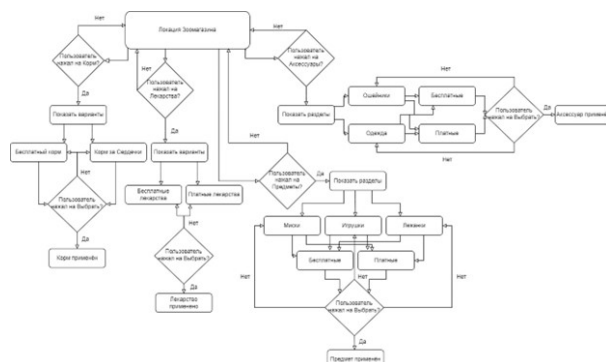 Локация Зоомагазина
Нет
Нет
Нет
Нет
Пользователь
нажал на Корм?
Пользователь
нажал на
Лекарства?
Пользователь
нажал на
Аксессуары?
Да
Да
Да
Показать варианты
Показать варианты
Показать разделы
Ошейники
Бесплатные
Одежда
Платные
Нет
Пользователь
нажал на Выбрать?
Да
Аксессуар применён
Нет
Бесплатный корм
Корм за Сердечки
Нет
Пользователь
нажал на Выбрать?
Да
Корм применён
Бесплатные
лекарства
Платные лекарства
Нет
Пользователь
нажал на Выбрать?
Да
Лекарство
применено
Пользователь
нажал на
Предметы?
Да
Показать разделы
Миски
Игрушки
Лежанки
Бесплатные
Платные
Нет
Нет
Нет
Пользователь
нажал на Выбрать?
Да
Предмет применён